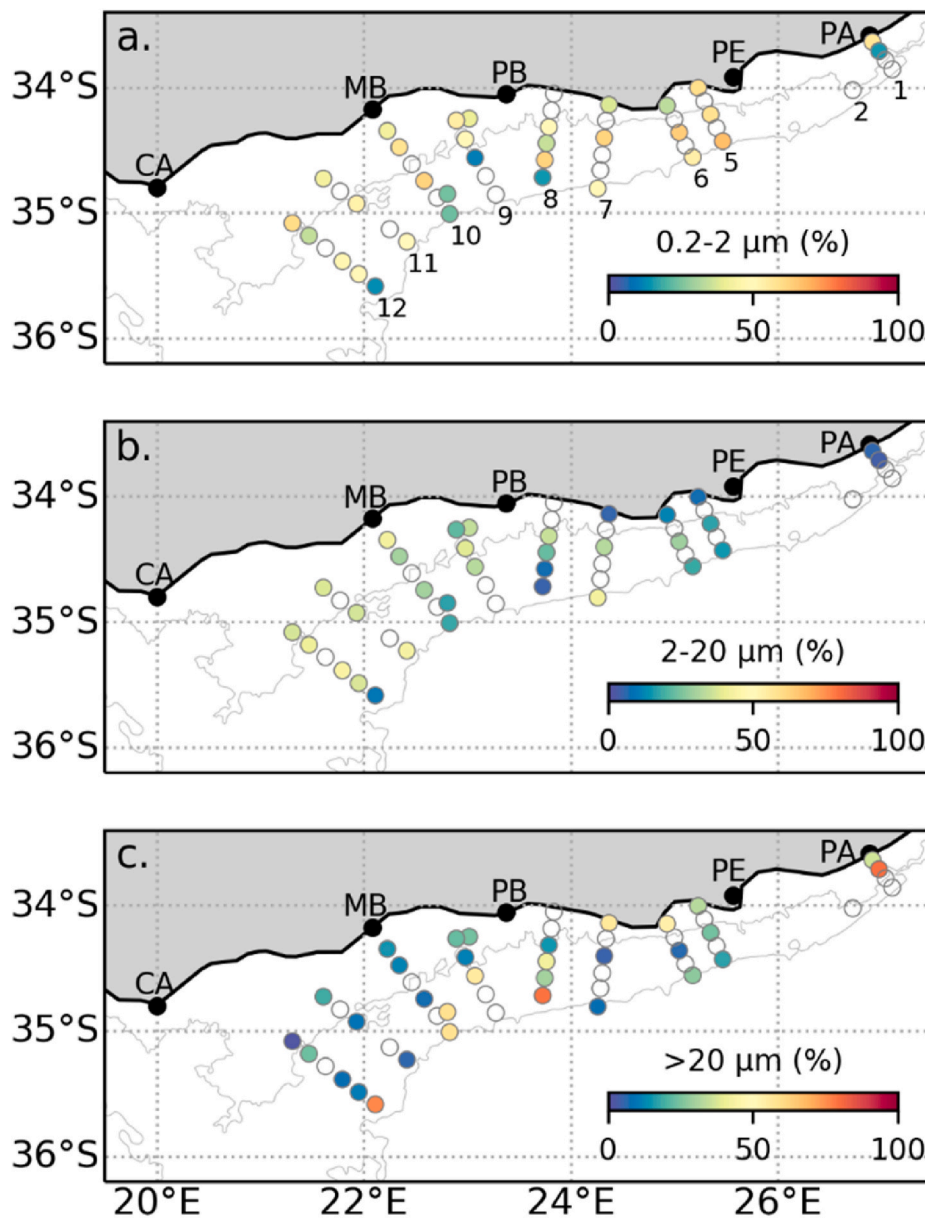 a.
PA
34°S
PE
MB
PB
1
2
CA
5
6
8
7
35°S
9
10
11
0.2-2 µm (%)
12
36°S
0 50 100
b.
PA
34°S
PE
MB
PB
CA
35°S
2-20 µm (%)
36°S
0 50 100
c.
PA
34°S
PE
MB
PB
CA
35°S
>20 µm (%)
36°S
0 50 100
20°E 22°E 24°E 26°E